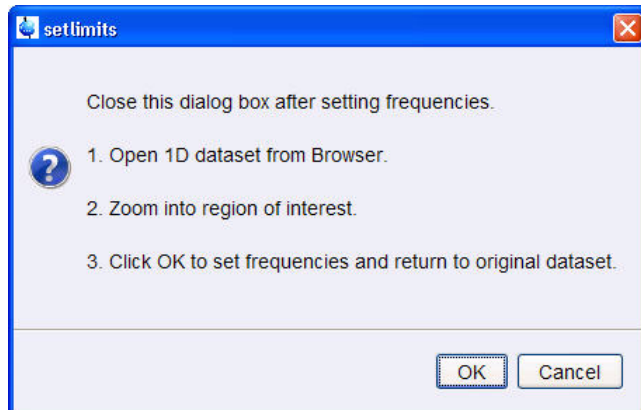 setlimits
Close this dialog box after setting frequencies.
1. Open 1D dataset from Browser.
2. Zoom into region of interest.
3. Click OK to set frequencies and return to original dataset.
OK
Cancel